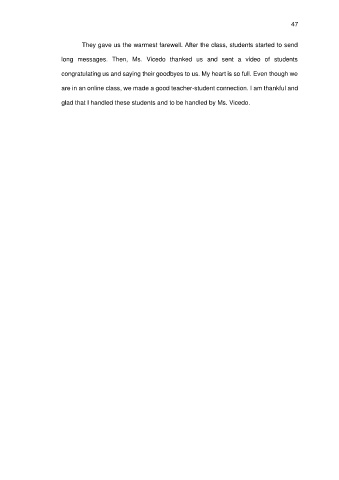 47
They gave us the warmest farewell. After the class, students started to send
long messages. Then, Ms. Vicedo thanked us and sent a video of students
congratulating us and saying their goodbyes to us. My heart is so full. Even though we
are in an online class, we made a good teacher-student connection. I am thankful and
glad that I handled these students and to be handled by Ms. Vicedo.